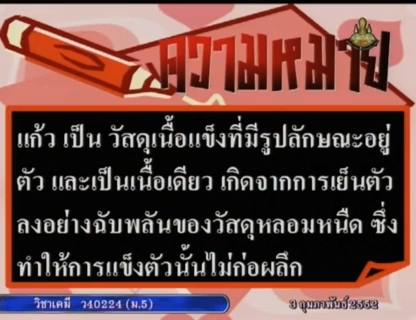 ความหมาย
แก้ว เป็น วัสดุเนื้อแข็งที่มีรูปลักษณะอยู่
ตัว และเป็นเนื้อเดียว เกิดจากการเย็นตัว
ลงอย่างฉับพลันของวัสดุหลอมหนืด ซึ่ง
ทำให้การแข็งตัวนั้นไม่ก่อผลึก
วิชาเคมี ว40224 (ม.5)
3 กุมภาพันธ์ 2552